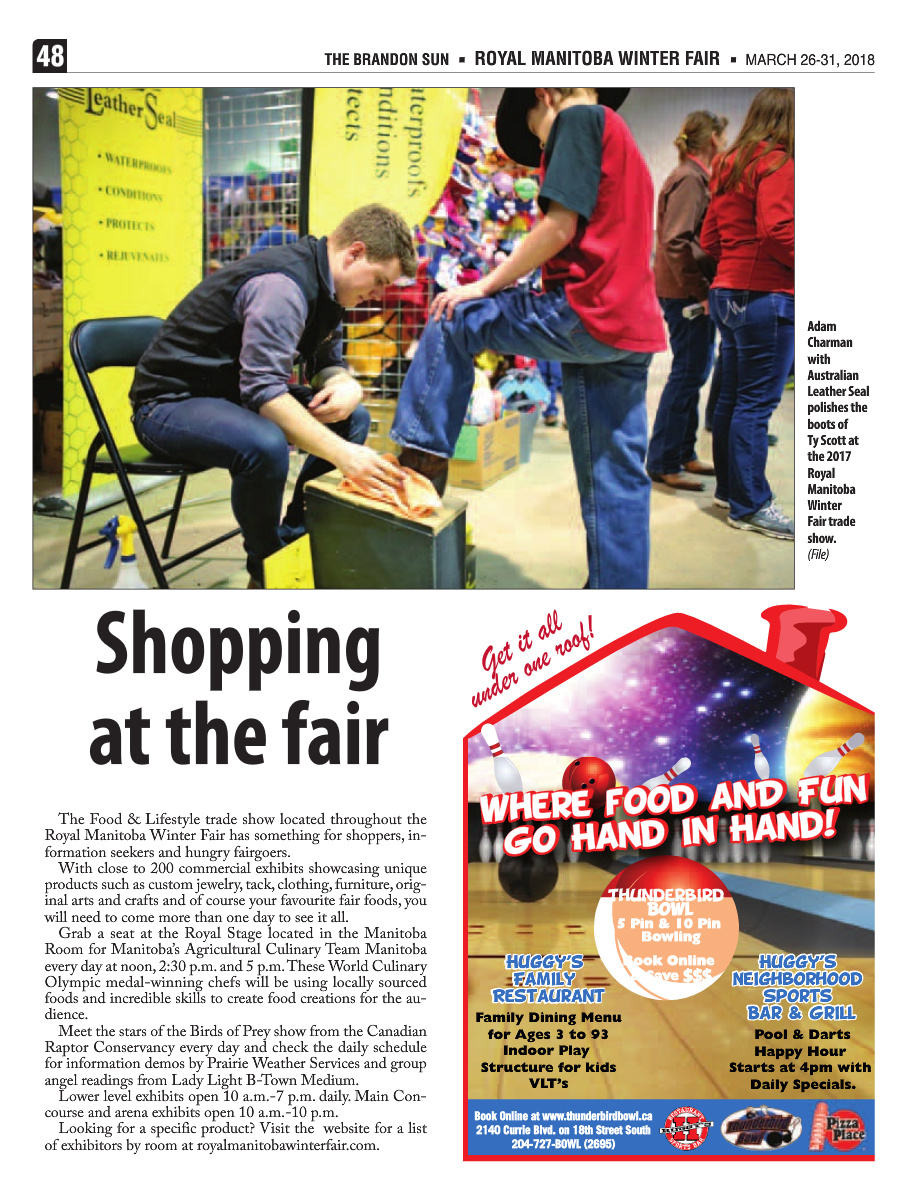 48
THE BRANDON SUN ▪ ROYAL MANITOBA WINTER FAIR ▪ MARCH 26-31, 2018
Leather Seal
• WATERPROOFS
• CONDITIONS
• PROTECTS
• REJUVENATES
terproofs
nditions
tects
Adam
Charman
with
Australian
Leather Seal
polishes the
boots of
Ty Scott at
the 2017
Royal
Manitoba
Winter
Fair trade
show.
(File)
Shopping
at the fair
The Food & Lifestyle trade show located throughout the
Royal Manitoba Winter Fair has something for shoppers, in-
formation seekers and hungry fairgoers.
With close to 200 commercial exhibits showcasing unique
products such as custom jewelry, tack, clothing, furniture, orig-
inal arts and crafts and of course your favourite fair foods, you
will need to come more than one day to see it all.
Grab a seat at the Royal Stage located in the Manitoba
Room for Manitoba's Agricultural Culinary Team Manitoba
every day at noon, 2:30 p.m. and 5 p.m. These World Culinary
Olympic medal-winning chefs will be using locally sourced
foods and incredible skills to create food creations for the au-
dience.
Meet the stars of the Birds of Prey show from the Canadian
Raptor Conservancy every day and check the daily schedule
for information demos by Prairie Weather Services and group
angel readings from Lady Light B-Town Medium.
Lower level exhibits open 10 a.m.-7 p.m. daily. Main Con-
course and arena exhibits open 10 a.m.-10 p.m.
Looking for a specific product? Visit the website for a list
of exhibitors by room at royalmanitobawinterfair.com.
Get it all
under one roof!
WHERE FOOD AND FUN
GO HAND IN HAND!
THUNDERBIRD
BOWL
5 Pin & 10 Pin
Bowling
Book Online
Save $$$
HUGGY'S
FAMILY
RESTAURANT
Family Dining Menu
for Ages 3 to 93
Indoor Play
Structure for kids
VLT's
HUGGY'S
NEIGHBORHOOD
SPORTS
BAR & GRILL
Pool & Darts
Happy Hour
Starts at 4pm with
Daily Specials.
Book Online at www.thunderbirdbowl.ca
2140 Currie Blvd. on 18th Street South
204-727-BOWL (2695)
RESTAURANT
HUGGY'S
SPORTS BAR
Thunderbird
Bowl
Pizza
Place